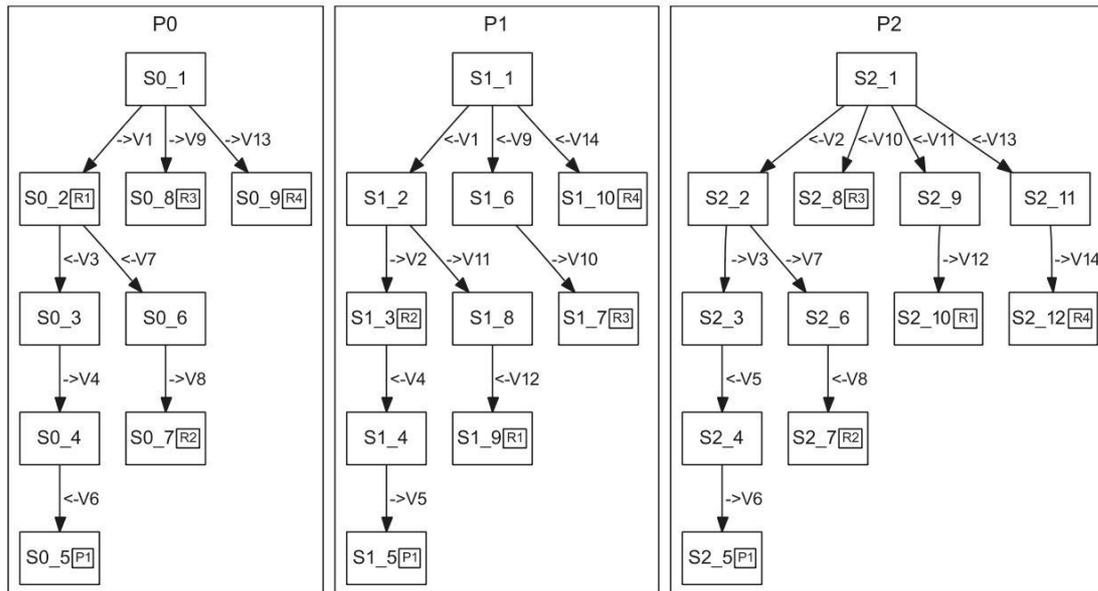 P0
S0_1
->V1
->V9
->V13
S0_2 R1
S0_8 R3
S0_9 R4
<-V3
<-V7
S0_3
S0_6
->V4
->V8
S0_4
S0_7 R2
<-V6
S0_5 P1
P1
S1_1
<-V1
<-V9
<-V14
S1_2
S1_6
S1_10 R4
->V2
->V11
->V10
S1_3 R2
S1_8
S1_7 R3
<-V4
<-V12
S1_4
S1_9 R1
->V5
S1_5 P1
P2
S2_1
<-V2
<-V10
<-V11
<-V13
S2_2
S2_8 R3
S2_9
S2_11
->V3
->V7
->V12
->V14
S2_3
S2_6
S2_10 R1
S2_12 R4
<-V5
<-V8
S2_4
S2_7 R2
->V6
S2_5 P1